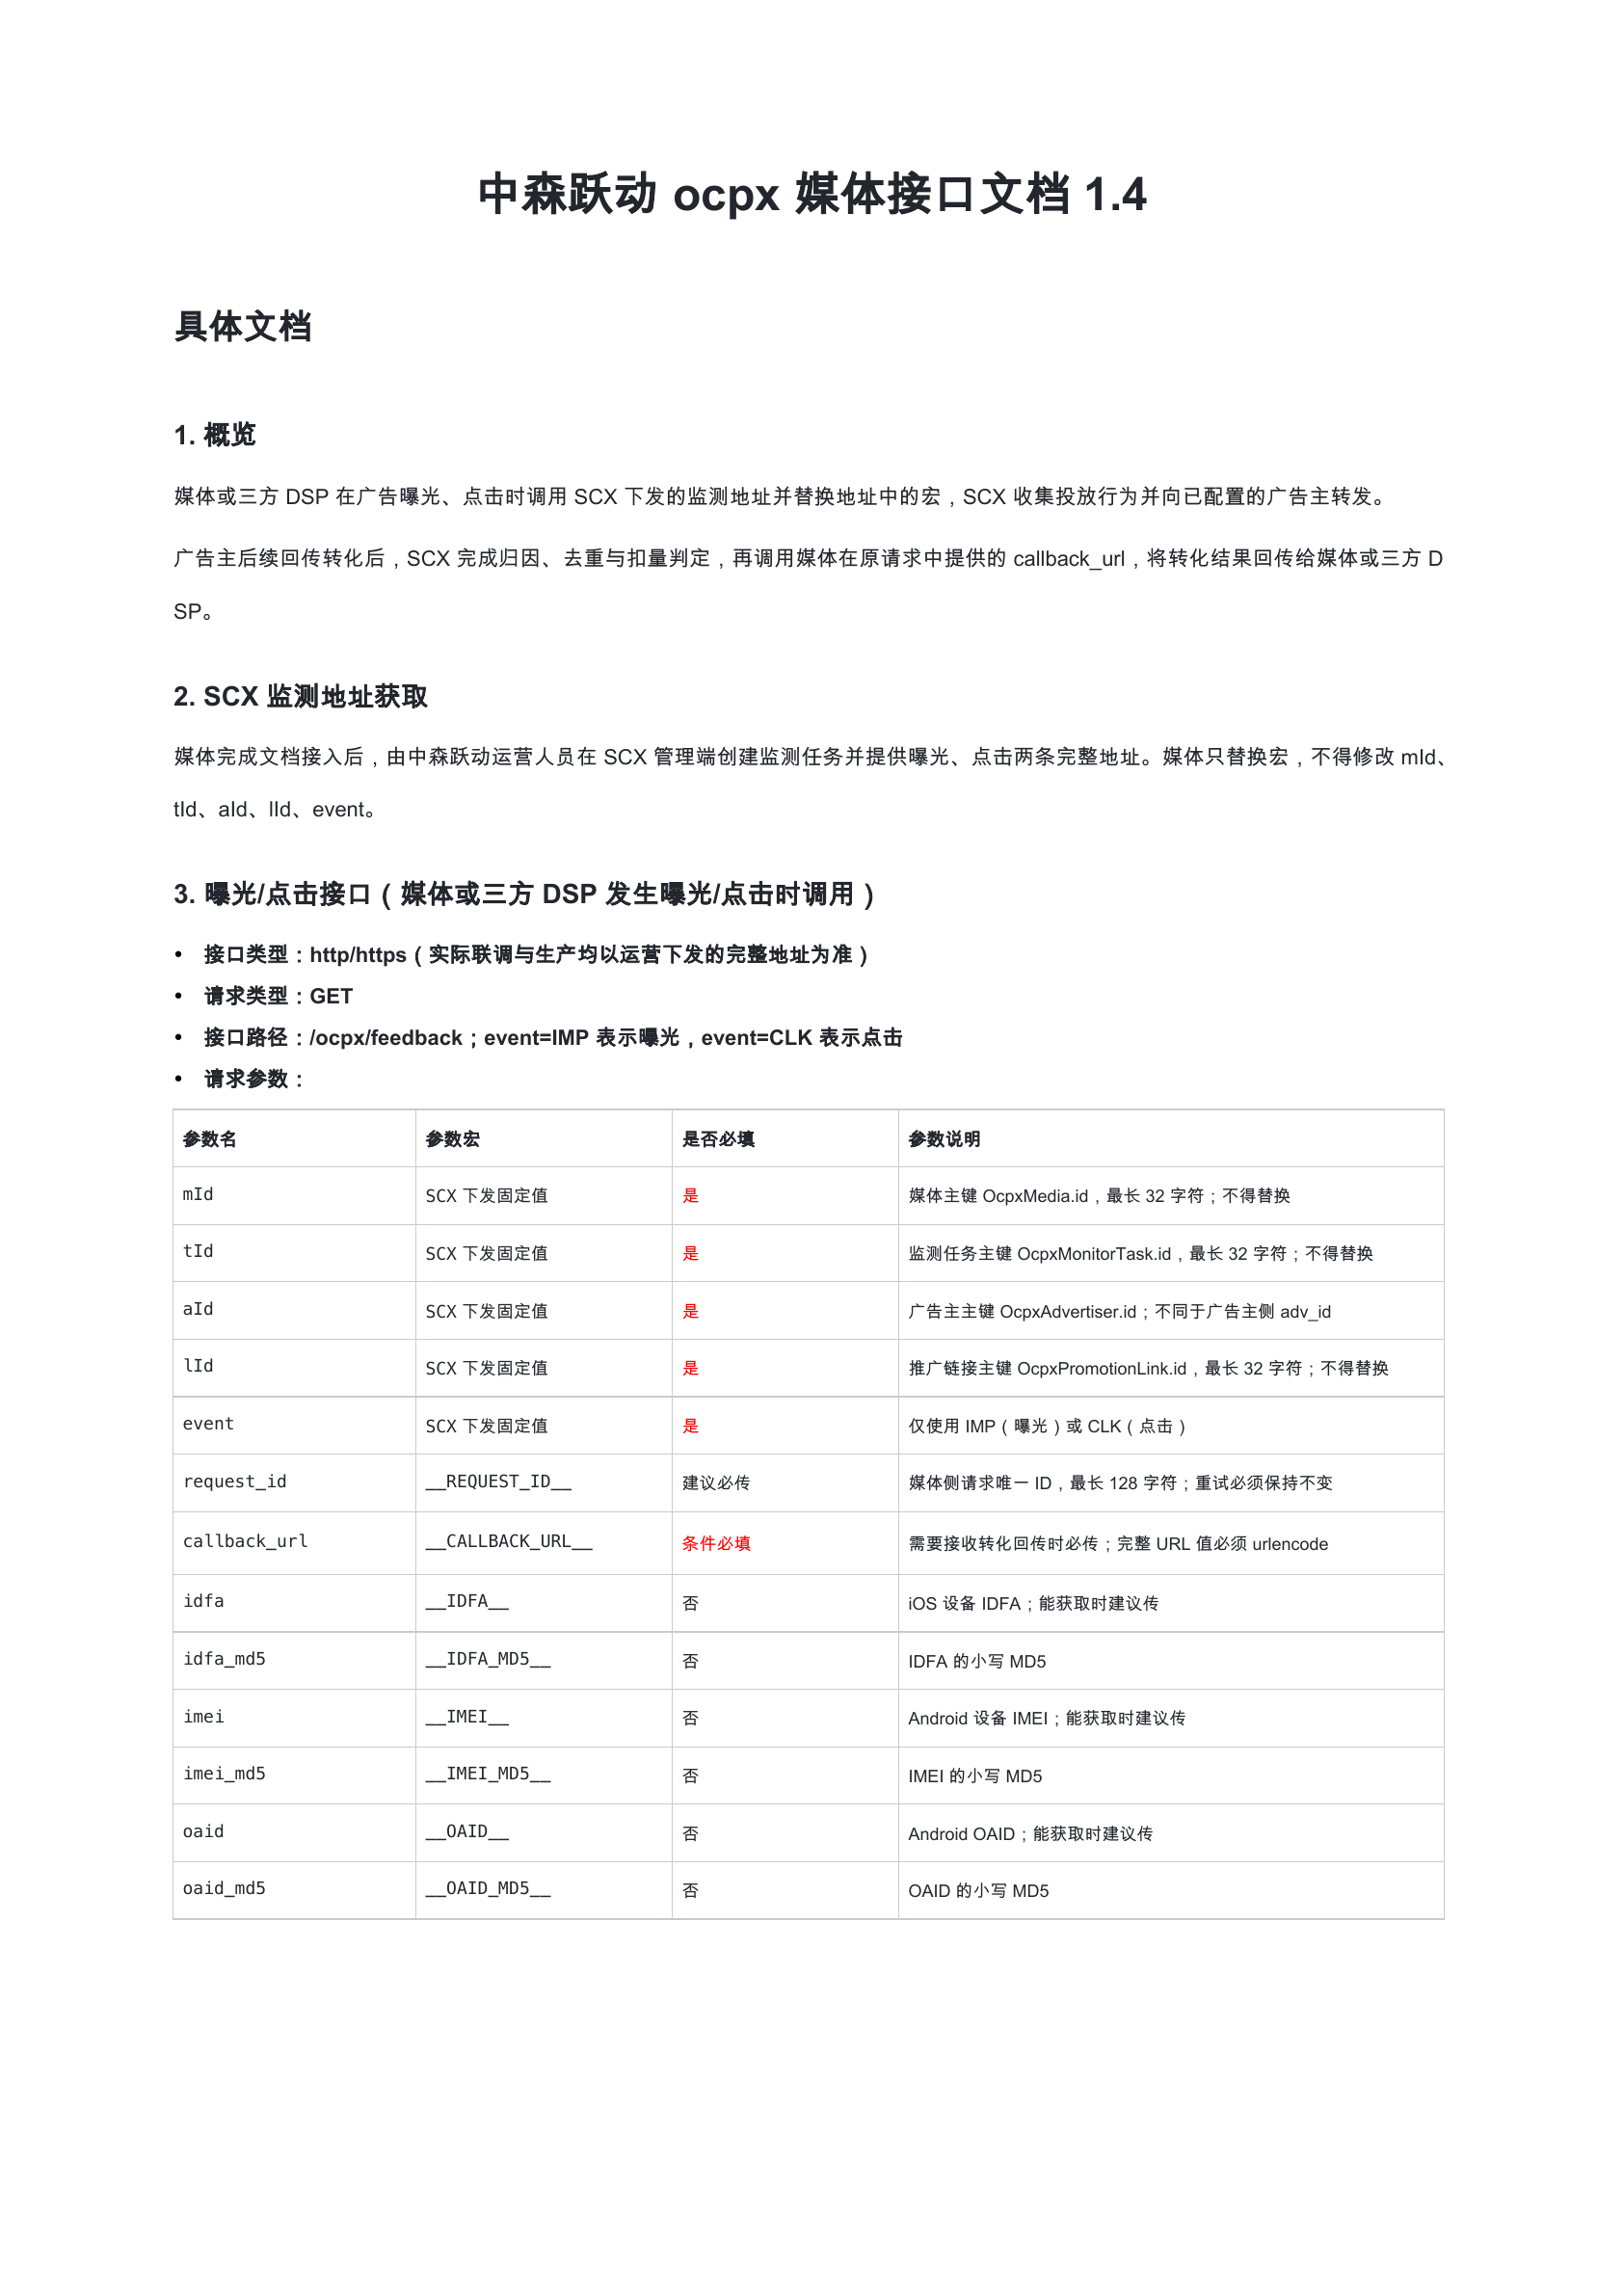 中森跃动 ocpx 媒体接口文档 1.4
具体文档
1. 概览
媒体或三方 DSP 在广告曝光、点击时调用 SCX 下发的监测地址并替换地址中的宏，SCX 收集投放行为并向已配置的广告主转发。
广告主后续回传转化后，SCX 完成归因、去重与扣量判定，再调用媒体在原请求中提供的 callback_url，将转化结果回传给媒体或三方 D
SP。
2. SCX 监测地址获取
媒体完成文档接入后，由中森跃动运营人员在 SCX 管理端创建监测任务并提供曝光、点击两条完整地址。媒体只替换宏，不得修改 mId、
tId、aId、lId、event。
3. 曝光/点击接口（媒体或三方 DSP 发生曝光/点击时调用）
• 接口类型：http/https（实际联调与生产均以运营下发的完整地址为准）
• 请求类型：GET
• 接口路径：/ocpx/feedback；event=IMP 表示曝光，event=CLK 表示点击
• 请求参数：
参数名 参数宏 是否必填 参数说明
mId SCX 下发固定值 是 媒体主键 OcpxMedia.id，最长 32 字符；不得替换
tId SCX 下发固定值 是 监测任务主键 OcpxMonitorTask.id，最长 32 字符；不得替换
aId SCX 下发固定值 是 广告主主键 OcpxAdvertiser.id；不同于广告主侧 adv_id
lId SCX 下发固定值 是 推广链接主键 OcpxPromotionLink.id，最长 32 字符；不得替换
event SCX 下发固定值 是 仅使用 IMP（曝光）或 CLK（点击）
request_id __REQUEST_ID__ 建议必传 媒体侧请求唯一 ID，最长 128 字符；重试必须保持不变
callback_url __CALLBACK_URL__ 条件必填 需要接收转化回传时必传；完整 URL 值必须 urlencode
idfa __IDFA__ 否 iOS 设备 IDFA；能获取时建议传
idfa_md5 __IDFA_MD5__ 否 IDFA 的小写 MD5
imei __IMEI__ 否 Android 设备 IMEI；能获取时建议传
imei_md5 __IMEI_MD5__ 否 IMEI 的小写 MD5
oaid __OAID__ 否 Android OAID；能获取时建议传
oaid_md5 __OAID_MD5__ 否 OAID 的小写 MD5